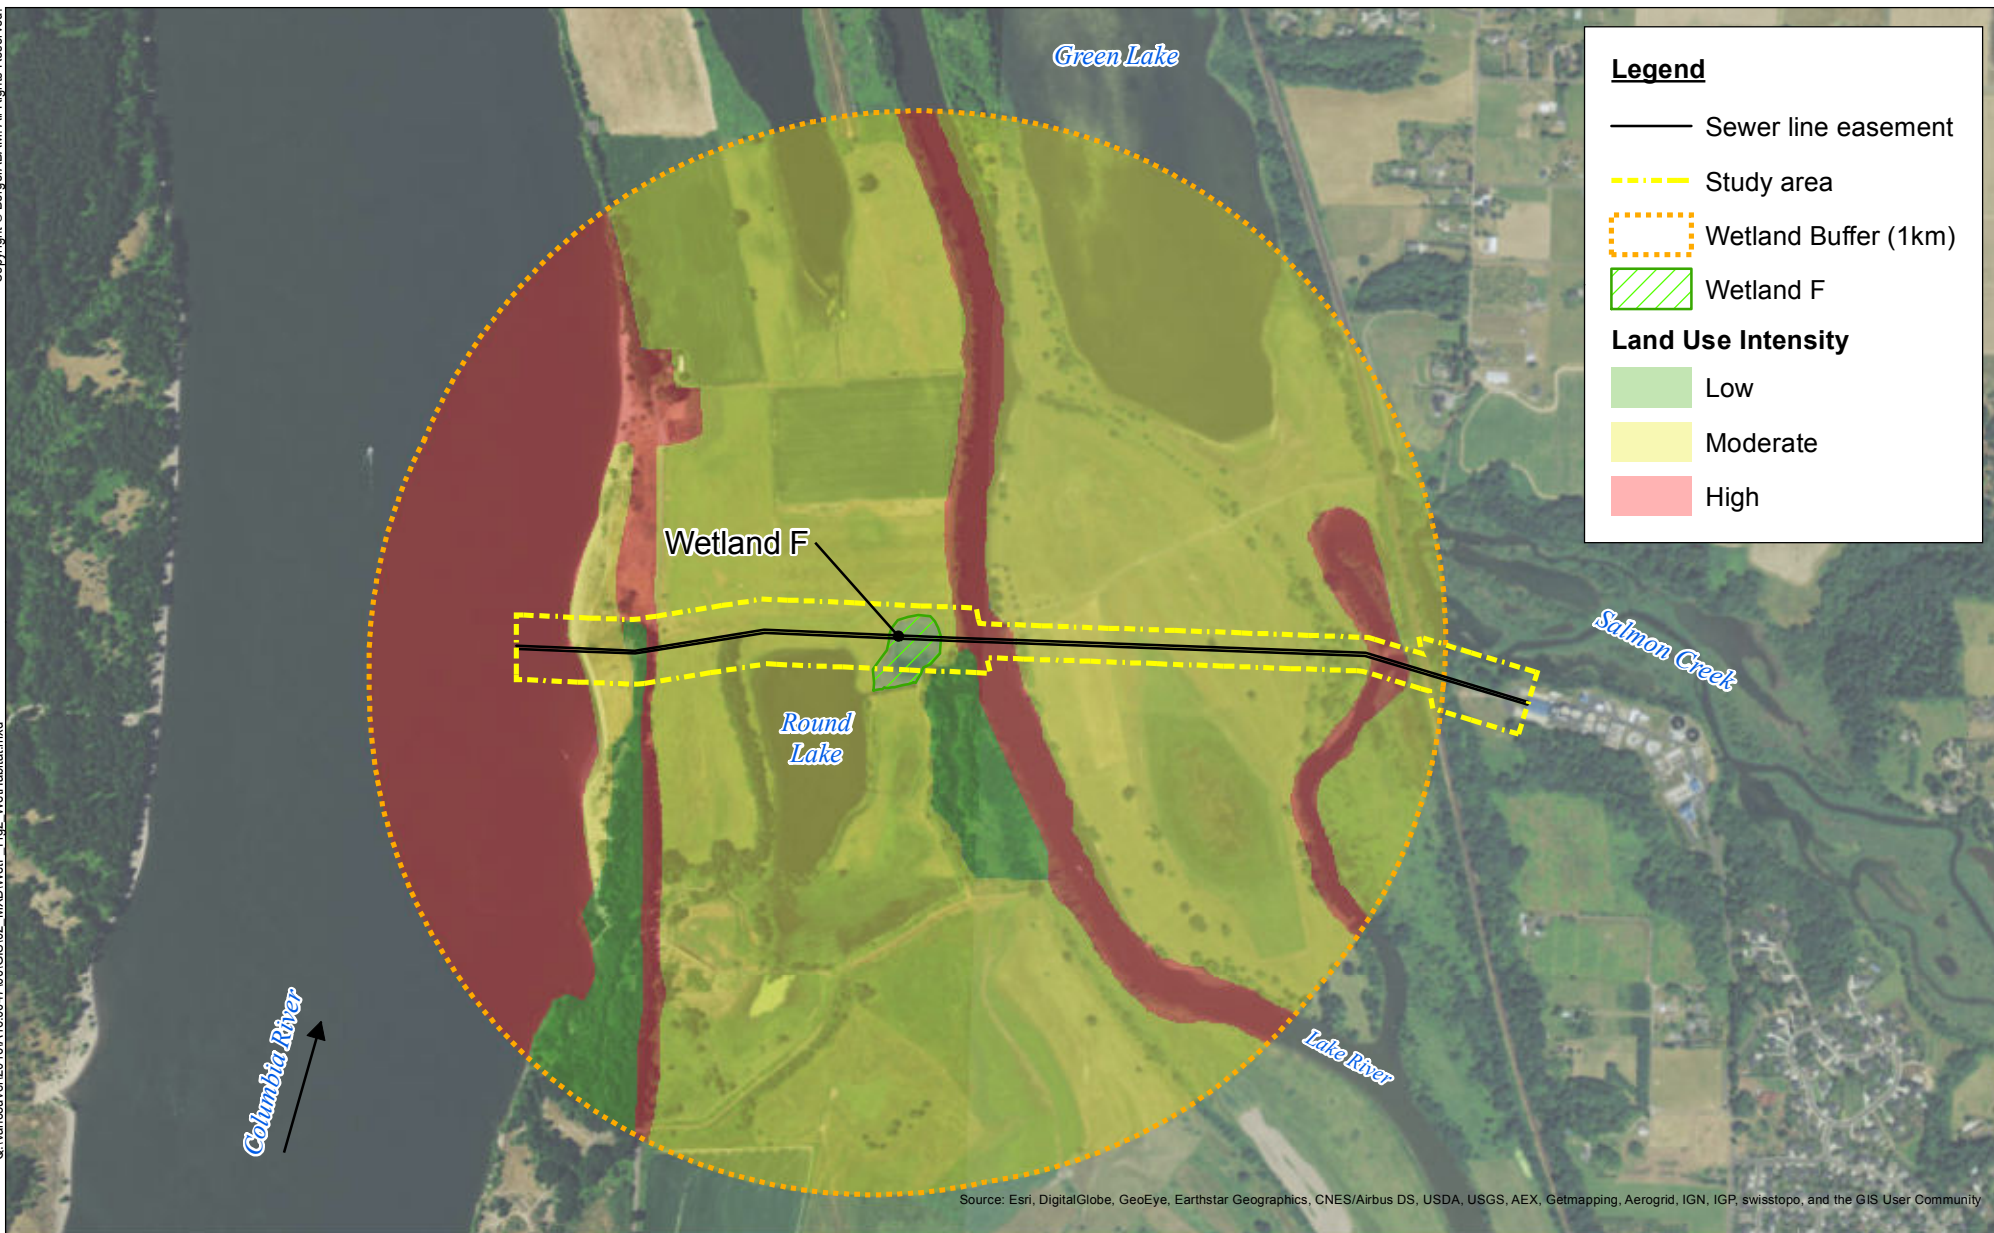 Green Lake
Legend
Sewer line easement
Study area
Wetland Buffer (1km)
Wetland F
Land Use Intensity
Low
Moderate
High
Wetland F
Salmon Creek
Round
Lake
Columbia River
Lake River
Source: Esri, DigitalGlobe, GeoEye, Earthstar Geographics, CNES/Airbus DS, USDA, USGS, AEX, Getmapping, Aerogrid, IGN, IGP, swisstopo, and the GIS User Community